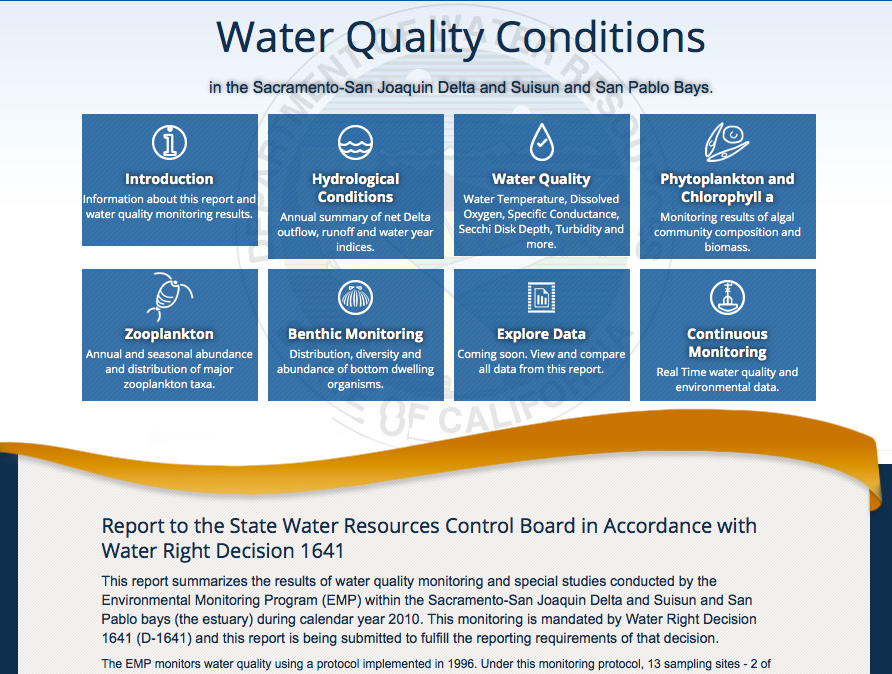 Water Quality Conditions
in the Sacramento-San Joaquin Delta and Suisun and San Pablo Bays.
Introduction
Information about this report and
water quality monitoring results.
Hydrological
Conditions
Annual summary of net Delta
outflow, runoff and water year
indices.
Water Quality
Water Temperature, Dissolved
Oxygen, Specific Conductance,
Secchi Disk Depth, Turbidity and
more.
Phytoplankton and
Chlorophyll a
Monitoring results of algal
community composition and
biomass.
Zooplankton
Annual and seasonal abundance
and distribution of major
zooplankton taxa.
Benthic Monitoring
Distribution, diversity and
abundance of bottom dwelling
organisms.
Explore Data
Coming soon. View and compare
all data from this report.
Continuous
Monitoring
Real Time water quality and
environmental data.
OF CALIFORNIA
Report to the State Water Resources Control Board in Accordance with
Water Right Decision 1641
This report summarizes the results of water quality monitoring and special studies conducted by the
Environmental Monitoring Program (EMP) within the Sacramento-San Joaquin Delta and Suisun and San
Pablo bays (the estuary) during calendar year 2010. This monitoring is mandated by Water Right Decision
1641 (D-1641) and this report is being submitted to fulfill the reporting requirements of that decision.
The EMP monitors water quality using a protocol implemented in 1996. Under this monitoring protocol, 13 sampling sites - 2 of